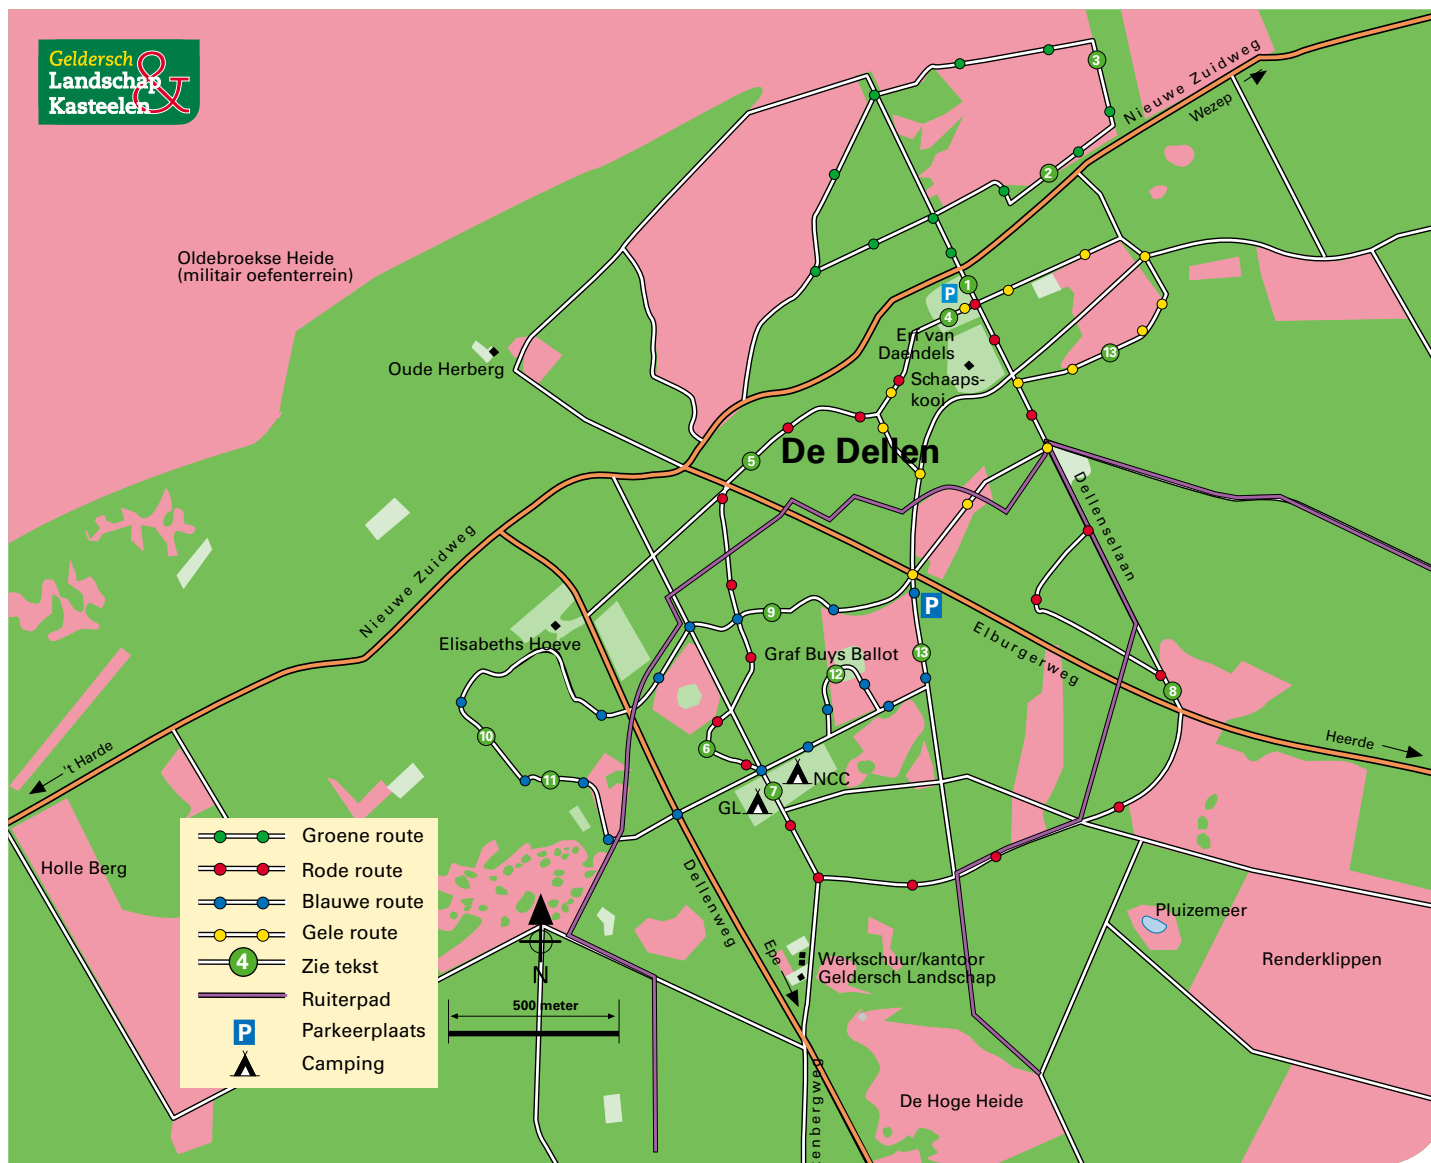 Geldersch
Landschap
&
Kasteelen
3
Nieuwe Zuidweg
Wezep
2
Oldebroekse Heide
(militair oefenterrein)
1
P
4
Erf van
Daendels
13
Oude Herberg
Schaaps-
kooi
De Dellen
5
Dellenselaan
Nieuwe Zuidweg
9
P
Elburgerweg
Elisabeths Hoeve
Graf Buys Ballot
13
12
8
10
6
Heerde
't Harde
11
NCC
7
GL
Holle Berg
Dellenweg
Epe
Pluizemeer
Werkschuur/kantoor
Geldersch Landschap
Renderklippen
N
500 meter
enbergweg
De Hoge Heide
Groene route
Rode route
Blauwe route
Gele route
4
Zie tekst
Ruiterpad
P
Parkeerplaats
Camping